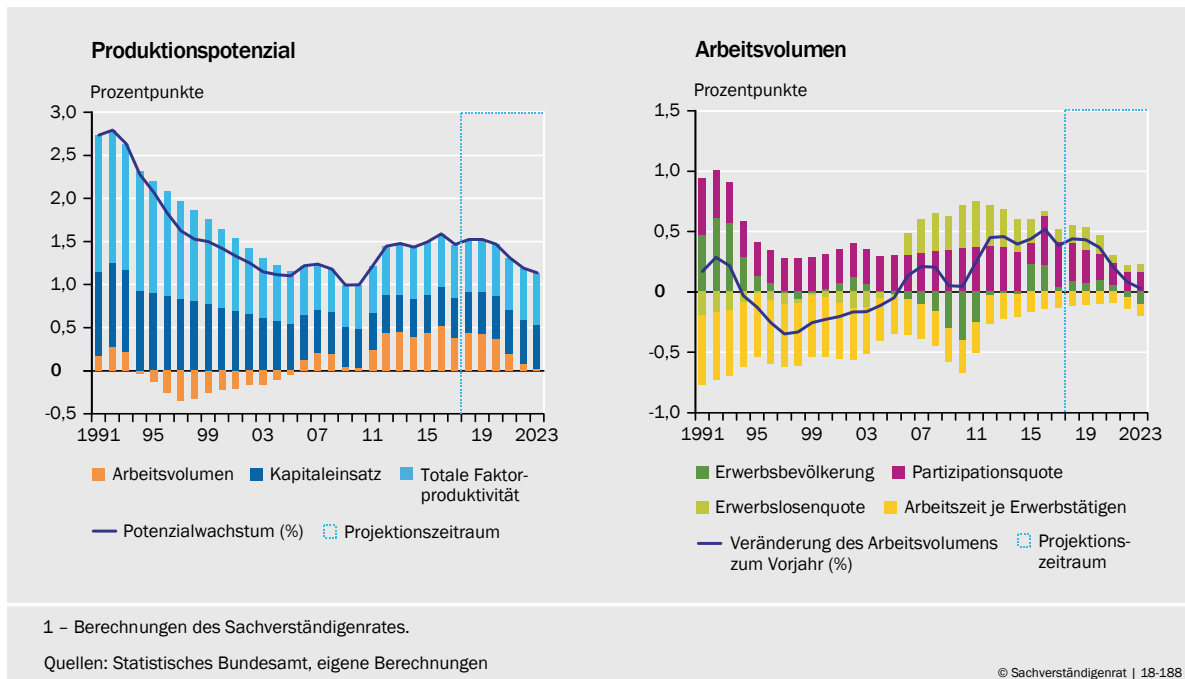 Produktionspotenzial
Prozentpunkte
3,0
2,5
2,0
1,5
1,0
0,5
0
-0,5
1991 95 99 03 07 11 15 19 2023
Arbeitsvolumen Kapitaleinsatz Totale Faktor-
produktivität
Potenzialwachstum (%) Projektionszeitraum
Arbeitsvolumen
Prozentpunkte
1,5
1,0
0,5
0
-0,5
-1,0
1991 95 99 03 07 11 15 19 2023
Erwerbsbevölkerung Partizipationsquote
Erwerbslosenquote Arbeitszeit je Erwerbstätigen
Veränderung des Arbeitsvolumens
zum Vorjahr (%)
Projektions-
zeitraum
1 – Berechnungen des Sachverständigenrates.
Quellen: Statistisches Bundesamt, eigene Berechnungen
© Sachverständigenrat | 18-188